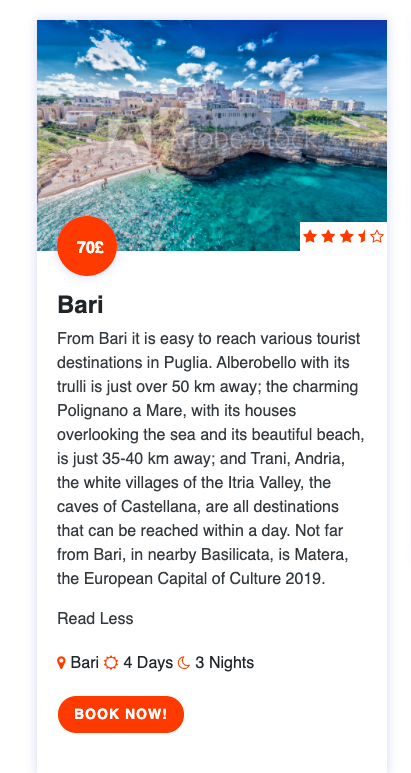 Adobe Stock
70£
Bari
From Bari it is easy to reach various tourist
destinations in Puglia. Alberobello with its
trulli is just over 50 km away; the charming
Polignano a Mare, with its houses
overlooking the sea and its beautiful beach,
is just 35-40 km away; and Trani, Andria,
the white villages of the Itria Valley, the
caves of Castellana, are all destinations
that can be reached within a day. Not far
from Bari, in nearby Basilicata, is Matera,
the European Capital of Culture 2019.
Read Less
Bari 4 Days 3 Nights
BOOK NOW!